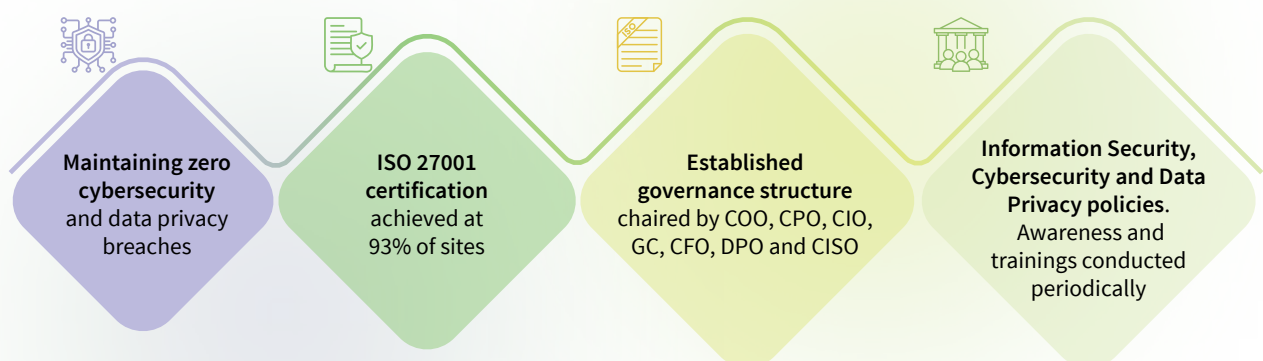 Maintaining zero
cybersecurity
and data privacy
breaches
ISO 27001
certification
achieved at
93% of sites
ISO
Established
governance structure
chaired by COO, CPO, CIO,
GC, CFO, DPO and CISO
Information Security,
Cybersecurity and Data
Privacy policies.
Awareness and
trainings conducted
periodically